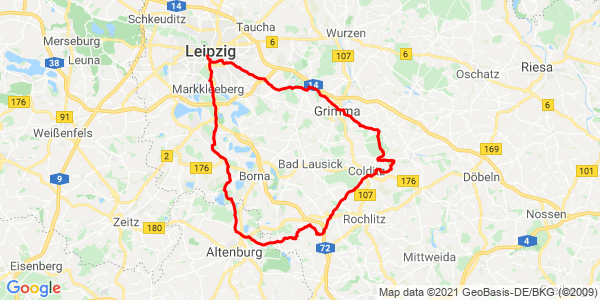 14
Schkeuditz
Taucha
Wurzen
107
6
Merseburg
Leipzig
Oschatz
Riesa
Leuna
38
14
176
Markkleeberg
6
Grimma
91
Weißenfels
2
169
101
176
Bad Lausick
Colditz
9
Borna
176
Döbeln
107
Zeitz
180
Rochlitz
Nossen
Altenburg
72
4
Eisenberg
Mittweida
Google
Map data ©2021 GeoBasis-DE/BKG (©2009)